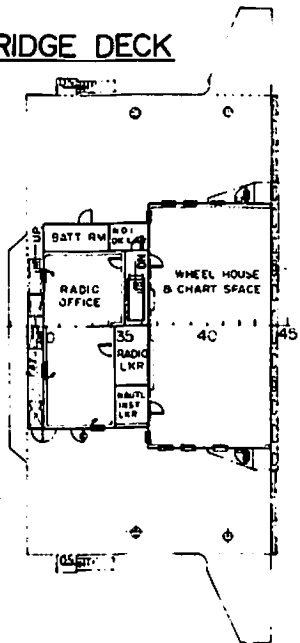 RIDGE DECK
BATT RM
UP
RADIO
OFFICE
WHEEL HOUSE
& CHART SPACE
35
40
45
RADIO
LKR
NAUTL
INST
LKR